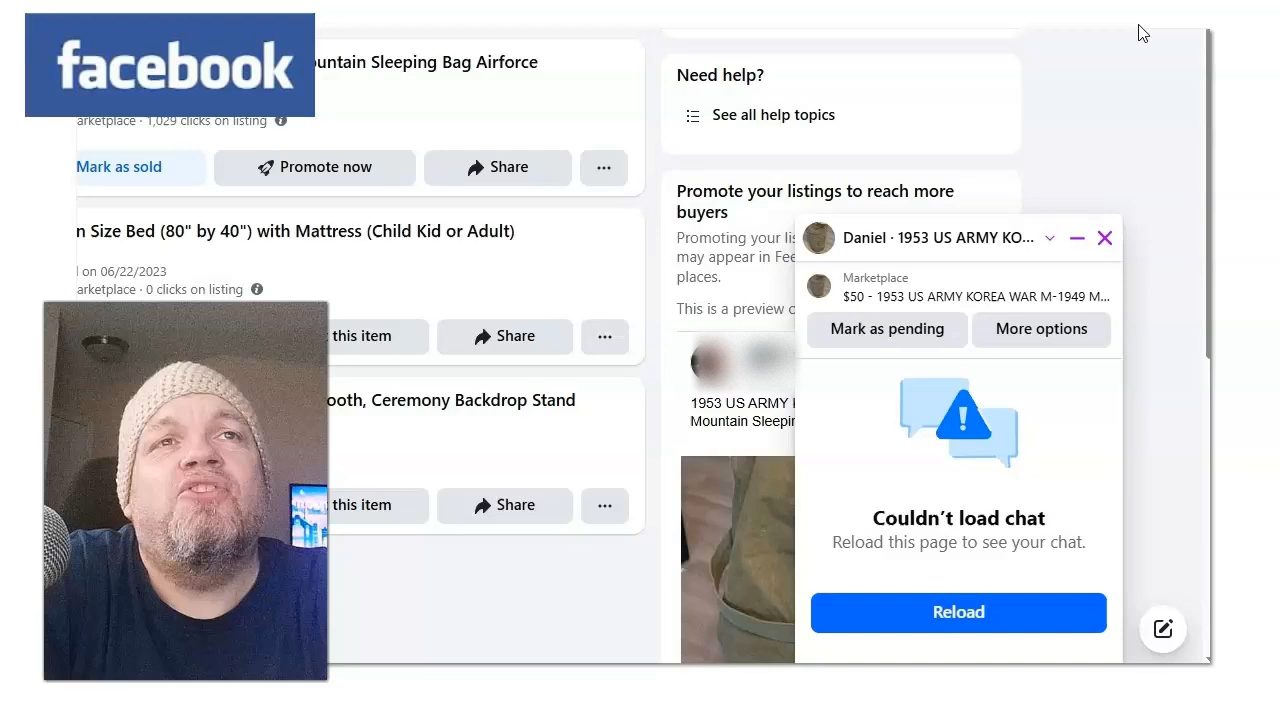 facebook
untain Sleeping Bag Airforce
arketplace · 1,029 clicks on listing
Mark as sold
Promote now
Share
n Size Bed (80" by 40") with Mattress (Child Kid or Adult)
on 06/22/2023
arketplace · 0 clicks on listing
this item
Share
ooth, Ceremony Backdrop Stand
this item
Share
Need help?
See all help topics
Promote your listings to reach more
buyers
Promoting your lis
may appear in Fee
places.
This is a preview o
1953 US ARMY K
Mountain Sleepin
Daniel · 1953 US ARMY KO...
Marketplace
$50 - 1953 US ARMY KOREA WAR M-1949 M...
Mark as pending
More options
Couldn’t load chat
Reload this page to see your chat.
Reload